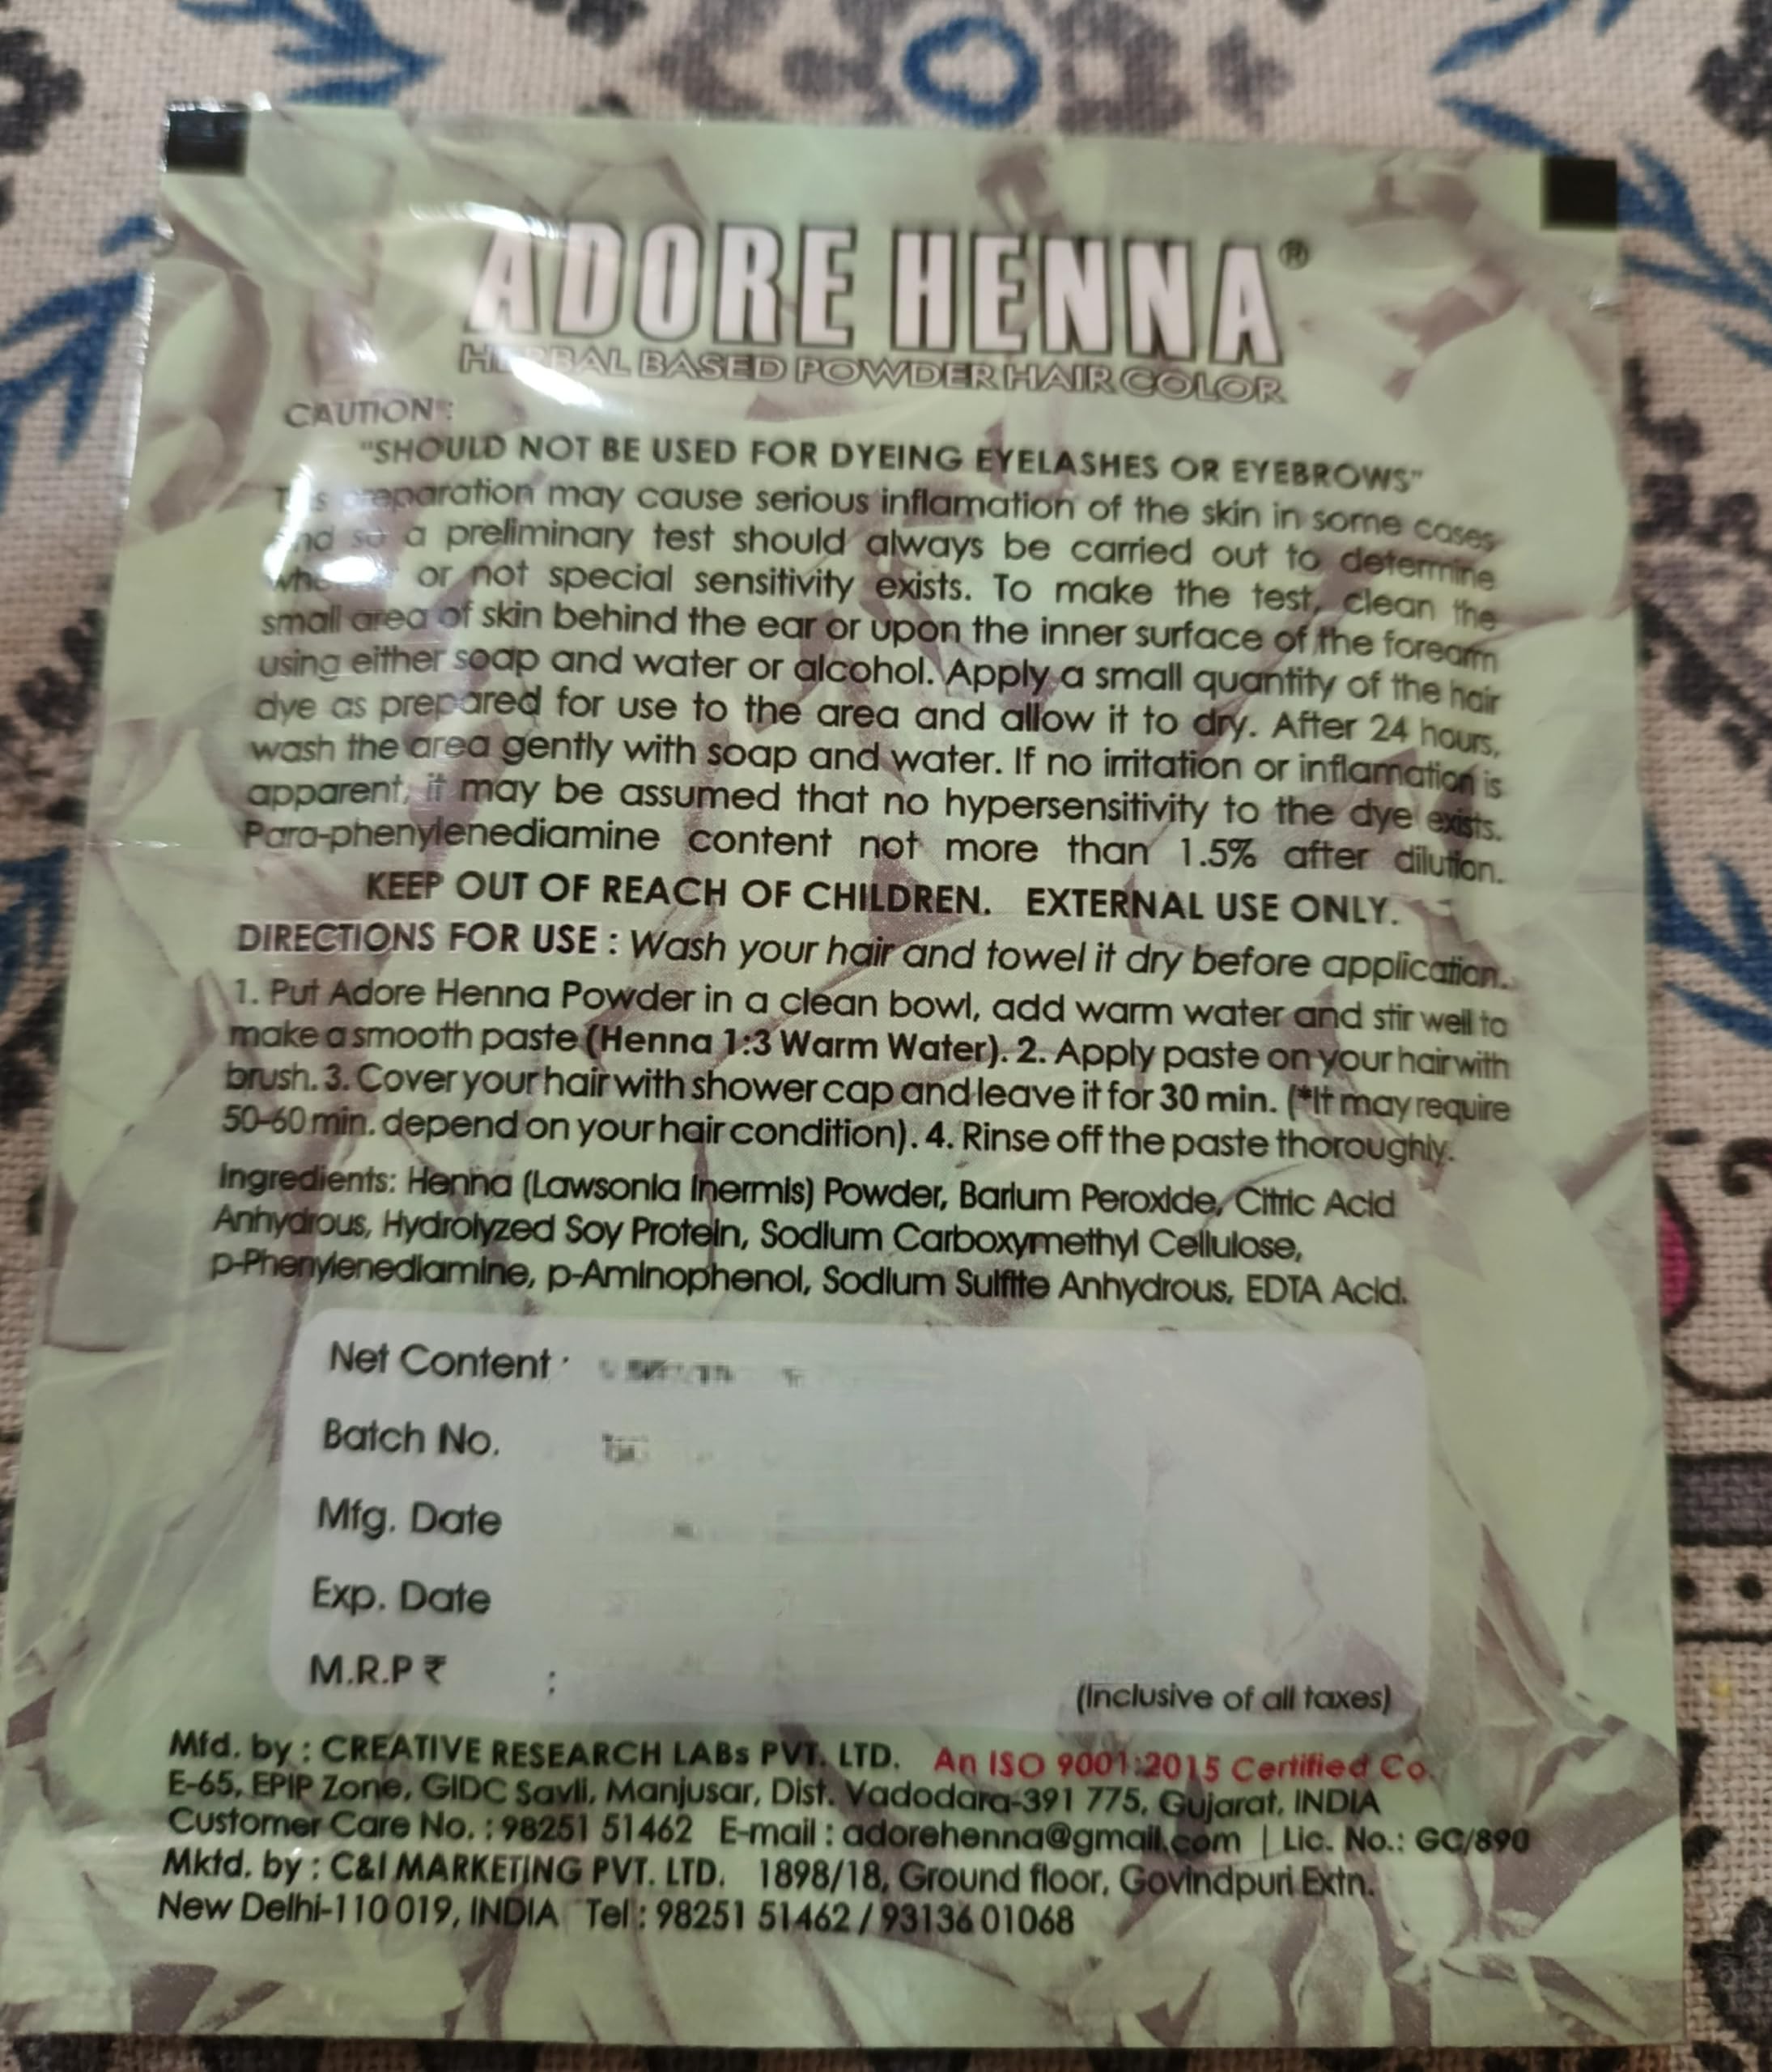 ADORE HENNA®
HERBAL BASED POWDER HAIR COLOR
CAUTION :
"SHOULD NOT BE USED FOR DYEING EYELASHES OR EYEBROWS"
This preparation may cause serious inflamation of the skin in some cases
and so a preliminary test should always be carried out to determine
or not special sensitivity exists. To make the test, clean the
small area of skin behind the ear or upon the inner surface of the forearm
using either soap and water or alcohol. Apply a small quantity of the hair
dye as prepared for use to the area and allow it to dry. After 24 hours,
wash the area gently with soap and water. If no irritation or inflamation is
apparent, it may be assumed that no hypersensitivity to the dye exists.
Para-phenylenediamine content not more than 1.5% after dilution.
KEEP OUT OF REACH OF CHILDREN. EXTERNAL USE ONLY.
DIRECTIONS FOR USE : Wash your hair and towel it dry before application.
1. Put Adore Henna Powder in a clean bowl, add warm water and stir well to
make a smooth paste (Henna 1:3 Warm Water). 2. Apply paste on your hair with
brush. 3. Cover your hair with shower cap and leave it for 30 min. (*It may require
50-60 min. depend on your hair condition). 4. Rinse off the paste thoroughly.
Ingredients: Henna (Lawsonia Inermis) Powder, Barium Peroxide, Citric Acid
Anhydrous, Hydrolyzed Soy Protein, Sodium Carboxymethyl Cellulose,
p-Phenylenediamine, p-Aminophenol, Sodium Sulfite Anhydrous, EDTA Acid.
Net Content :
Batch No.
Mfg. Date
Exp. Date
M.R.P ₹ :
(Inclusive of all taxes)
Mfd. by : CREATIVE RESEARCH LABs PVT. LTD. An ISO 9001:2015 Certified Co.
E-65, EPIP Zone, GIDC Savli, Manjusar, Dist. Vadodara-391 775, Gujarat, INDIA
Customer Care No. : 98251 51462 E-mail : adorehenna@gmail.com | Lic. No.: GC/890
Mktd. by : C&I MARKETING PVT. LTD. 1898/18, Ground floor, Govindpuri Extn.
New Delhi-110 019, INDIA Tel : 98251 51462 / 93136 01068